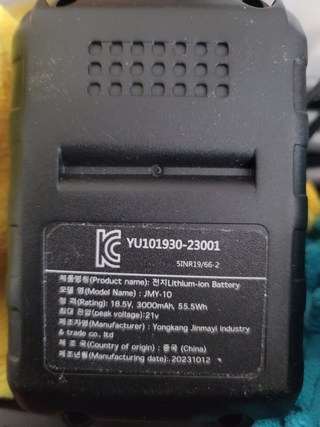 YU101930-23001
5INR19/66-2
제품명칭(Product name): 전지Lithium-ion Battery
모델 명(Model Name) : JMY-10
정 격(Rating): 18.5V, 3000mAh, 55.5Wh
최대 전압(peak voltage):21v
제조자명(Manufacturer) : Yongkang Jinmayi industry
& trade co., ltd
제 조 국(Country of origin) : 중국 (China)
제조년월(Manufacturing date): 20231012